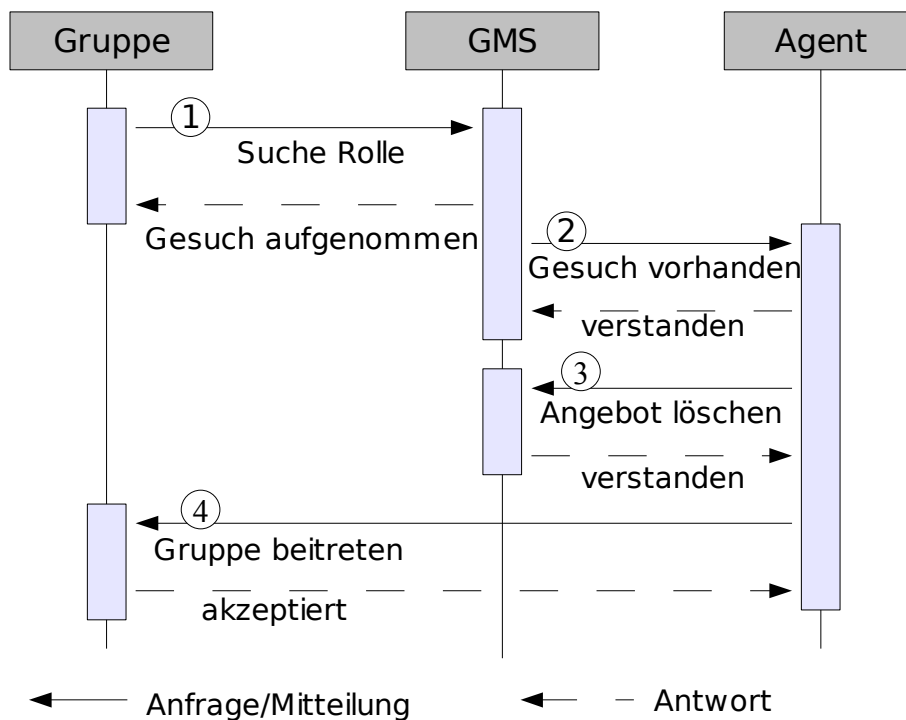 Gruppe
GMS
Agent
1
Suche Rolle
Gesuch aufgenommen
2
Gesuch vorhanden
verstanden
3
Angebot löschen
verstanden
4
Gruppe beitreten
akzeptiert
Anfrage/Mitteilung
Antwort